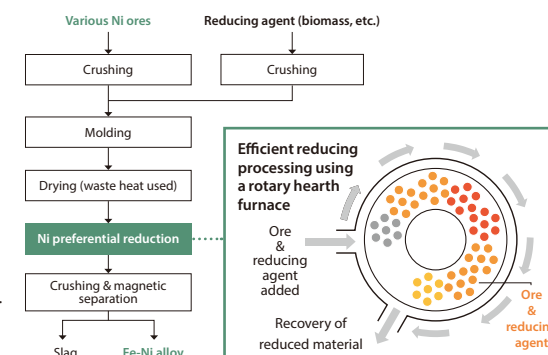 Various Ni ores
Reducing agent (biomass, etc.)
Crushing
Crushing
Molding
Drying (waste heat used)
Ni preferential reduction
Crushing & magnetic
separation
Slag
Fe-Ni alloy
Efficient reducing
processing using
a rotary hearth
furnace
Ore
&
reducing
agent
added
Recovery of
reduced material
Ore
&
reducing
agent